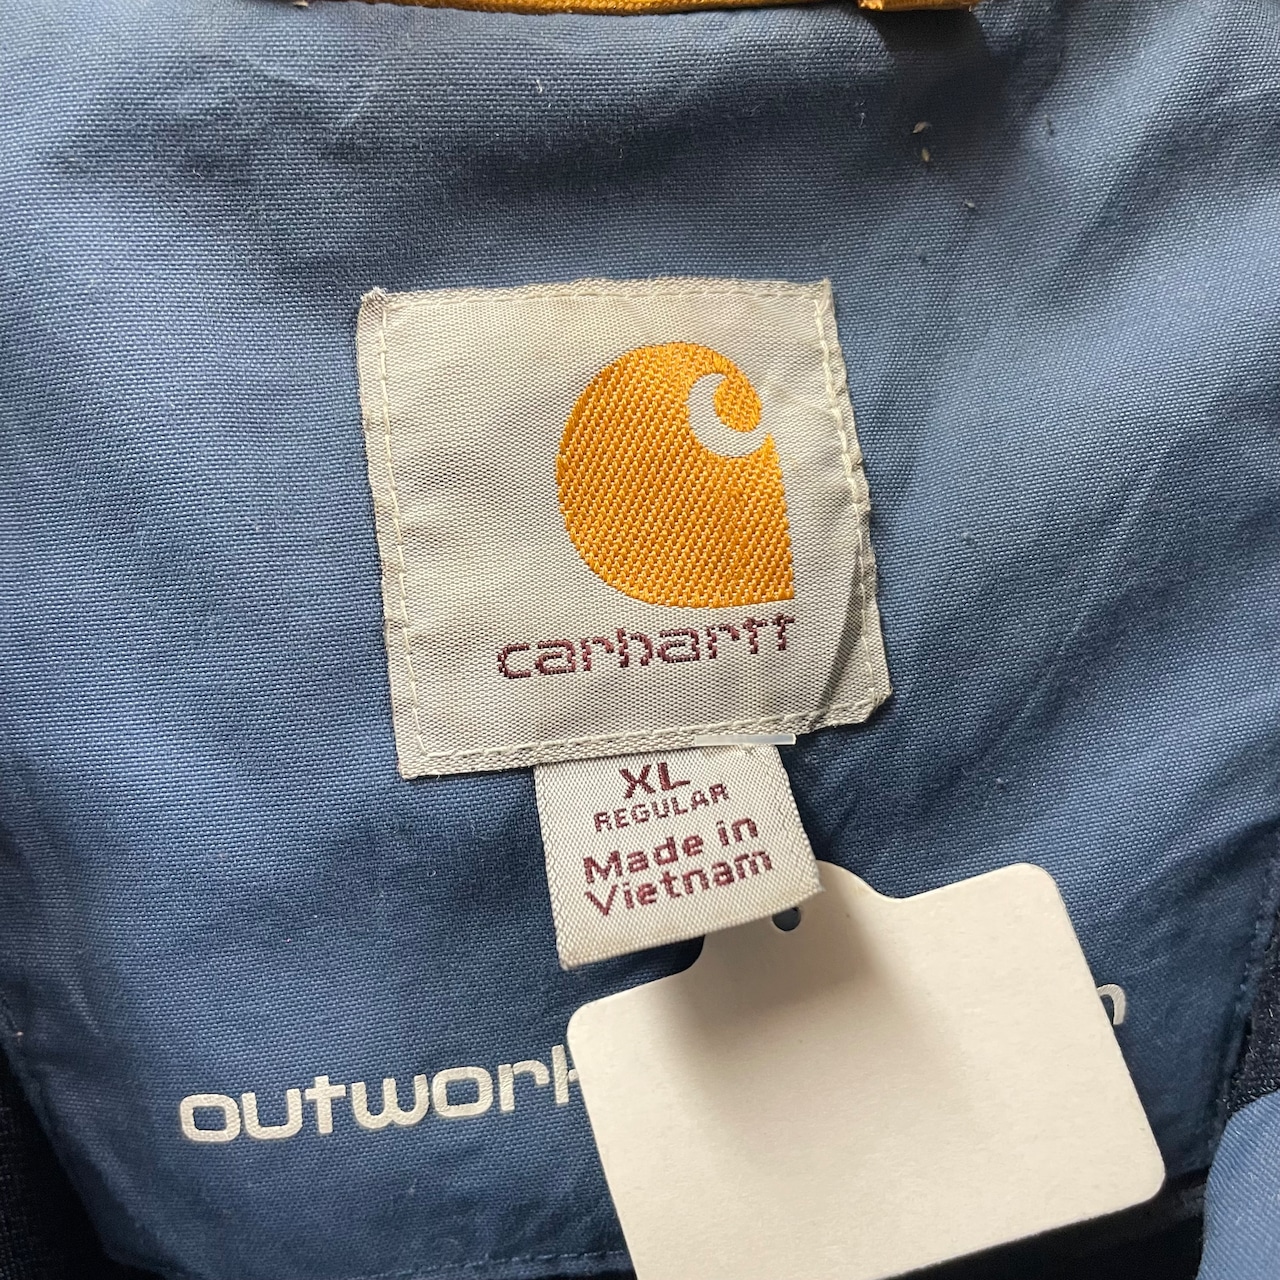 carhartt
XL
REGULAR
Made in
Vietnam
outwork